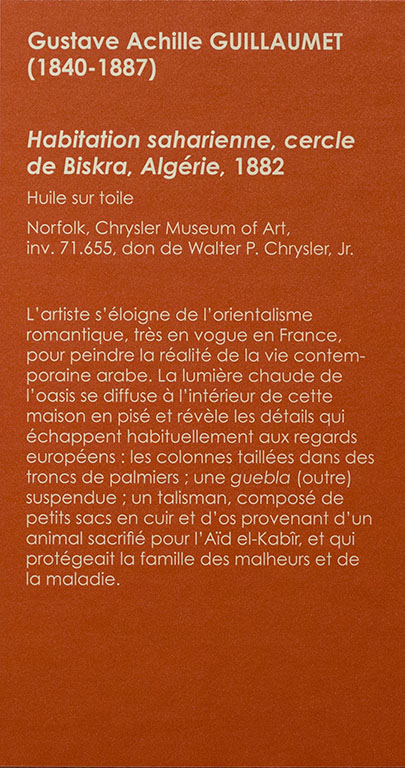 Gustave Achille GUILLAUMET
(1840-1887)
Habitation saharienne, cercle
de Biskra, Algérie, 1882
Huile sur toile
Norfolk, Chrysler Museum of Art,
inv. 71.655, don de Walter P. Chrysler, Jr.
L’artiste s’éloigne de l’orientalisme
romantique, très en vogue en France,
pour peindre la réalité de la vie contem-
poraine arabe. La lumière chaude de
l’oasis se diffuse à l’intérieur de cette
maison en pisé et révèle les détails qui
échappent habituellement aux regards
européens : les colonnes taillées dans des
troncs de palmiers ; une guebla (outre)
suspendue ; un talisman, composé de
petits sacs en cuir et d’os provenant d’un
animal sacrifié pour l’Aïd el-Kabîr, et qui
protégeait la famille des malheurs et de
la maladie.